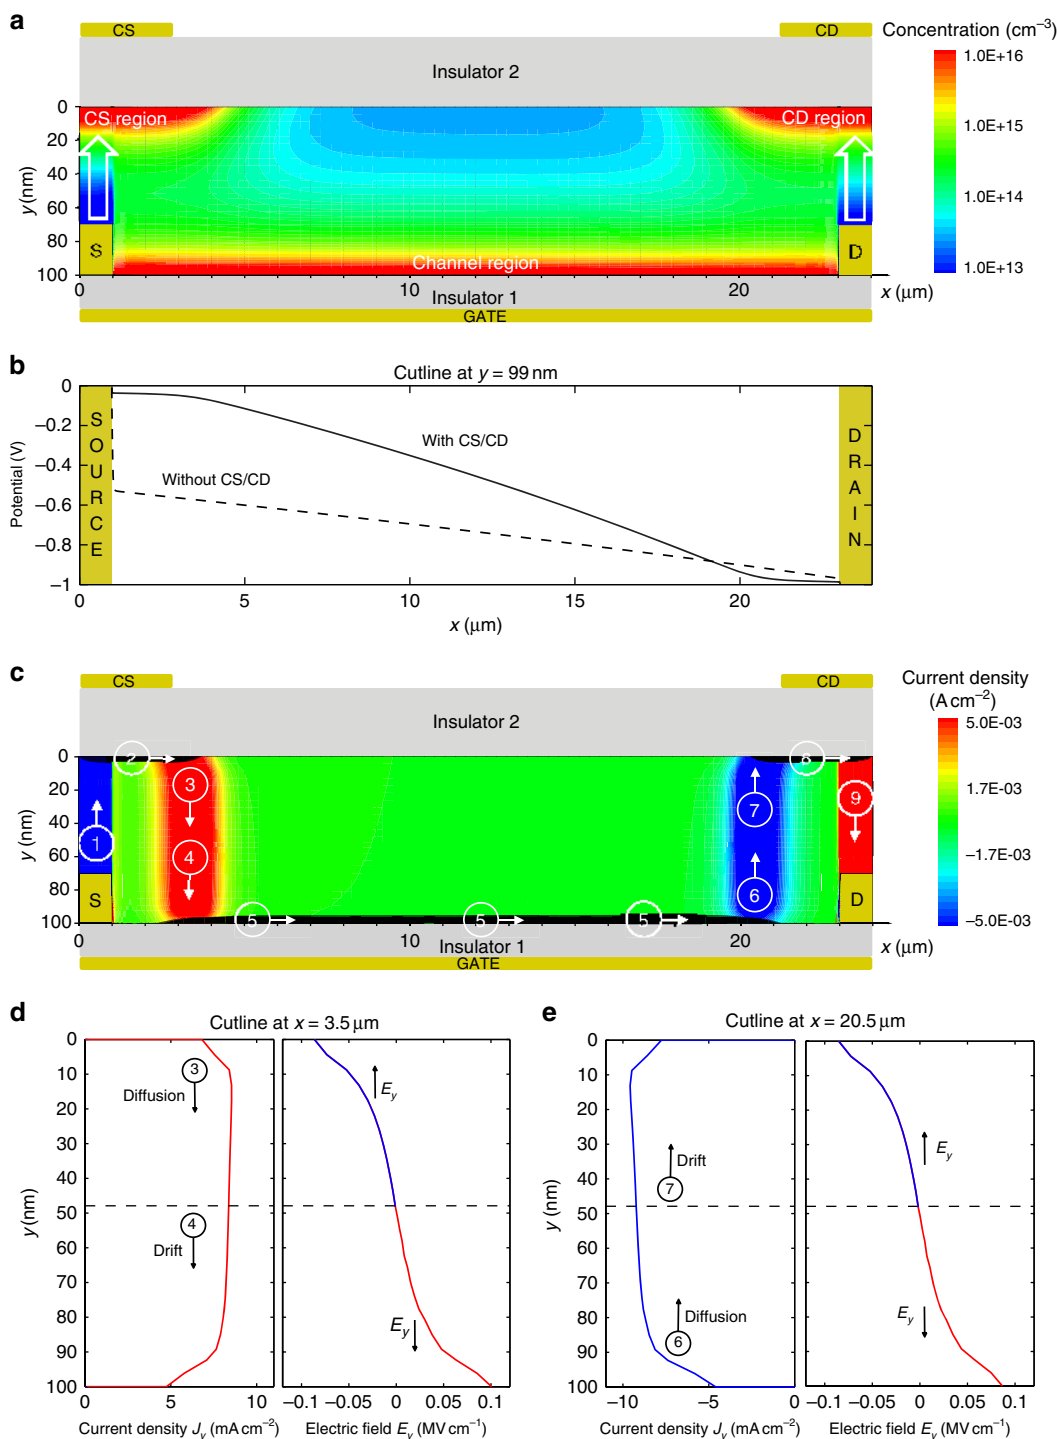 a
CS
CD
Concentration (cm⁻³)
Insulator 2
1.0E+16
1.0E+15
1.0E+14
1.0E+13
CS region
CD region
0
20
40
60
80
100
y (nm)
S
D
Channel region
0
10
20
x (μm)
Insulator 1
GATE
b
Cutline at y = 99 nm
0
−0.2
−0.4
−0.6
−0.8
−1
Potential (V)
SOURCE
With CS/CD
Without CS/CD
DRAIN
0
5
10
15
20
x (μm)
c
CS
CD
Current density
(A cm⁻²)
Insulator 2
5.0E-03
1.7E-03
−1.7E-03
−5.0E-03
0
20
40
60
80
100
y (nm)
1
2
3
4
5
5
5
6
7
8
9
S
D
0
10
20
x (μm)
Insulator 1
GATE
d
Cutline at x = 3.5 μm
0
10
20
30
40
50
60
70
80
90
100
y (nm)
3
Diffusion
4
Drift
Ey
Ey
0
5
10
Current density Jy (mA cm⁻²)
−0.1
−0.05
0
0.05
0.1
Electric field Ey (MV cm⁻¹)
e
Cutline at x = 20.5 μm
0
10
20
30
40
50
60
70
80
90
100
y (nm)
Drift
7
Diffusion
6
Ey
Ey
−10
−5
0
Current density Jy (mA cm⁻²)
−0.1
−0.05
0
0.05
0.1
Electric field Ey (MV cm⁻¹)